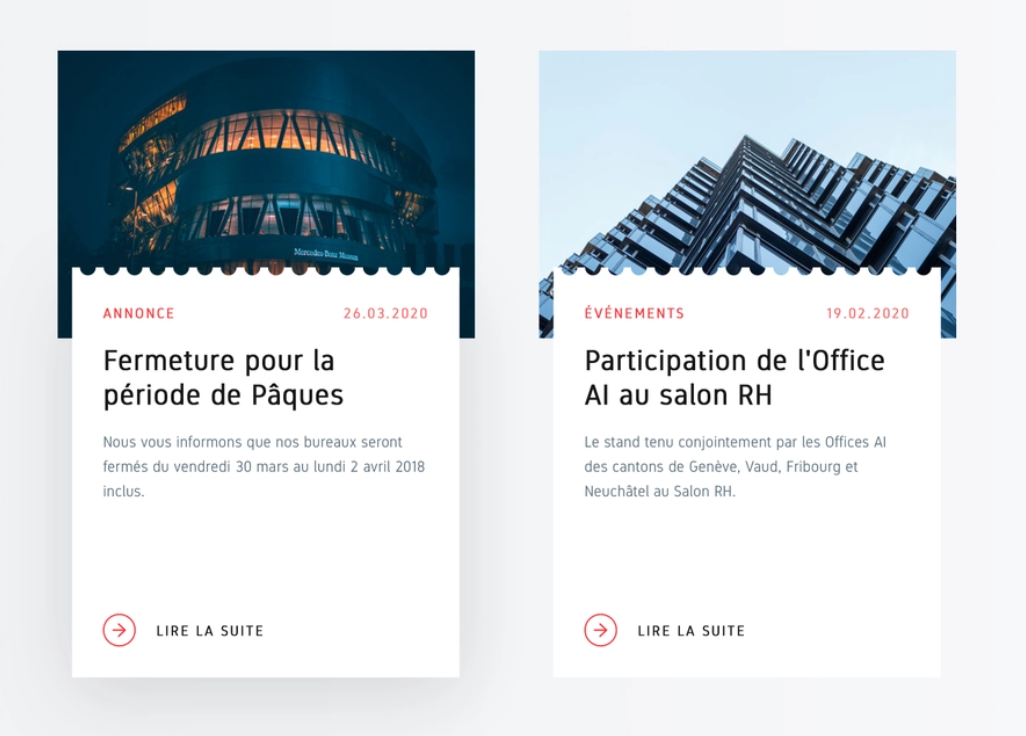 Mercedes-Benz Museum
ANNONCE
26.03.2020
Fermeture pour la
période de Pâques
Nous vous informons que nos bureaux seront
fermés du vendredi 30 mars au lundi 2 avril 2018
inclus.
LIRE LA SUITE
ÉVÉNEMENTS
19.02.2020
Participation de l'Office
AI au salon RH
Le stand tenu conjointement par les Offices AI
des cantons de Genève, Vaud, Fribourg et
Neuchâtel au Salon RH.
LIRE LA SUITE